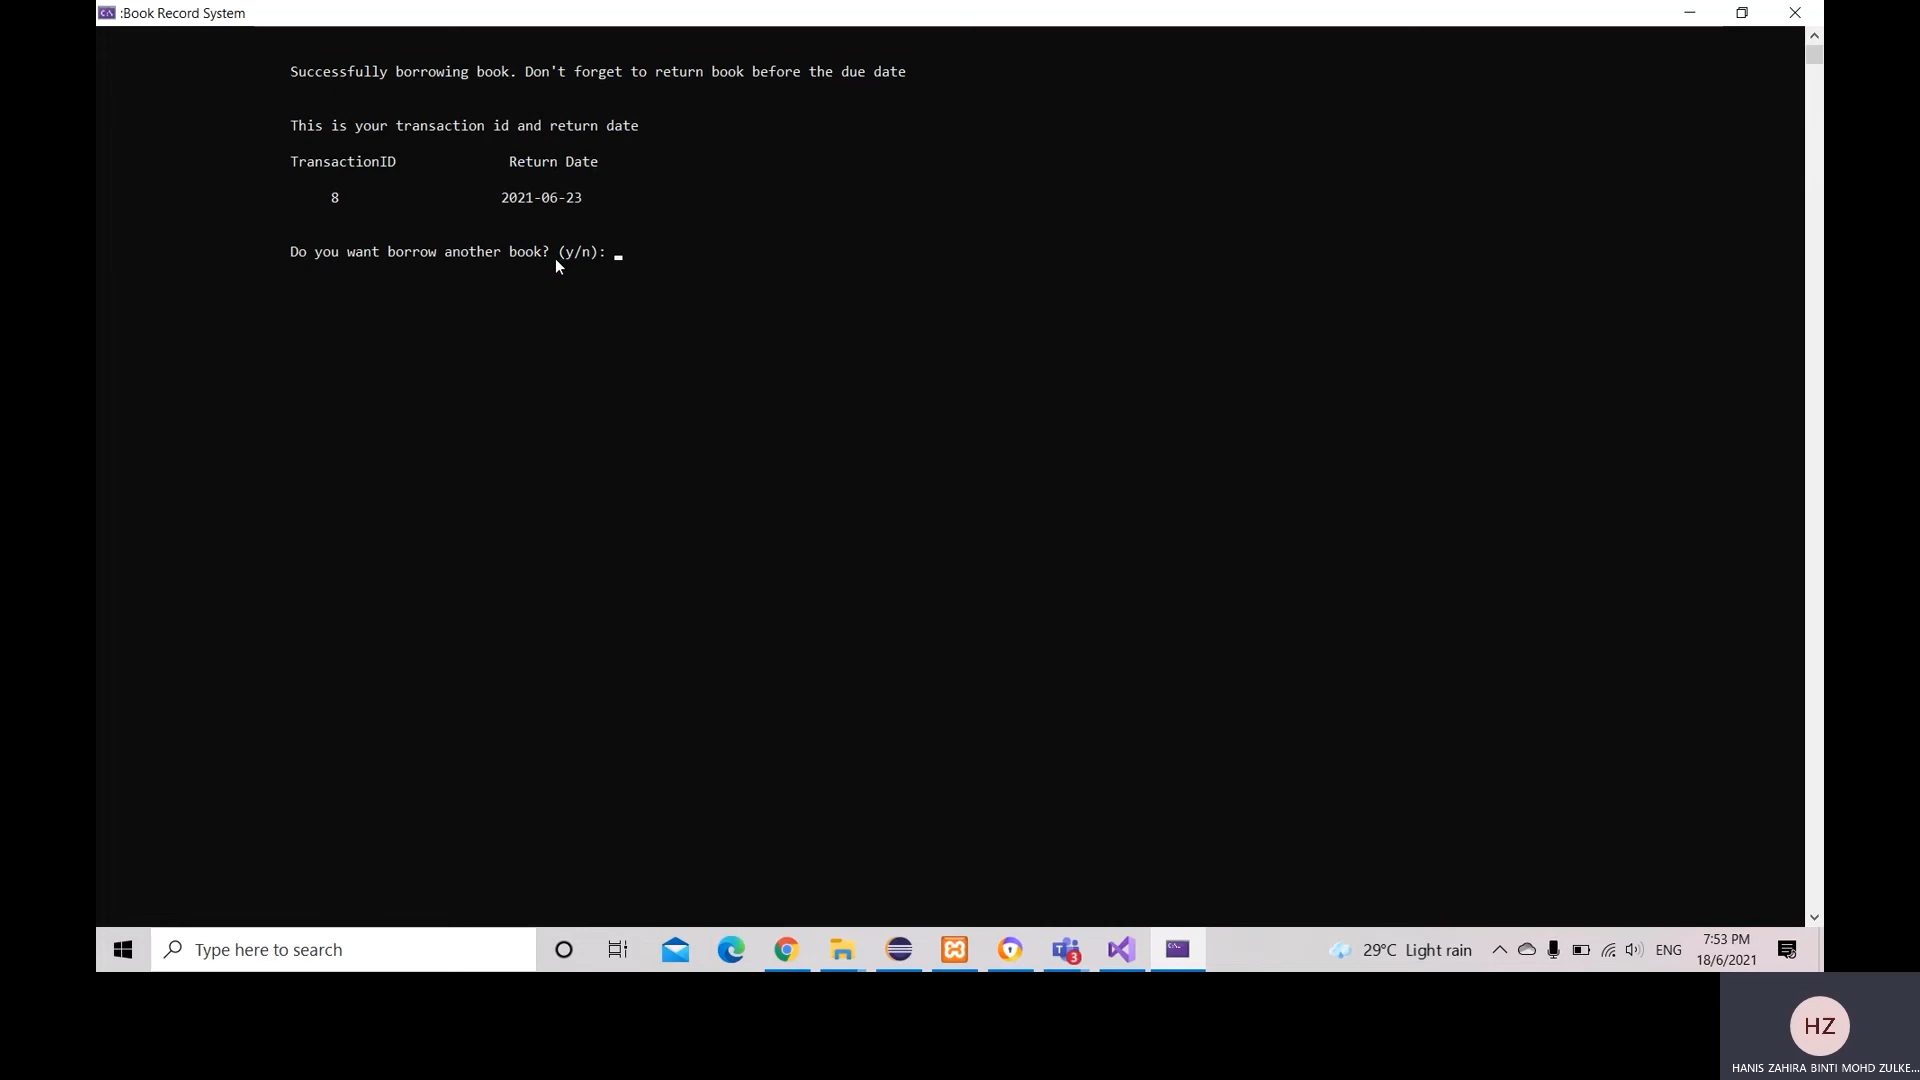 :Book Record System
Successfully borrowing book. Don't forget to return book before the due date
This is your transaction id and return date
TransactionID Return Date
8 2021-06-23
Do you want borrow another book? (y/n):
Type here to search
3
29°C Light rain
ENG
7:53 PM
18/6/2021
HZ
HANIS ZAHIRA BINTI MOHD ZULKE...